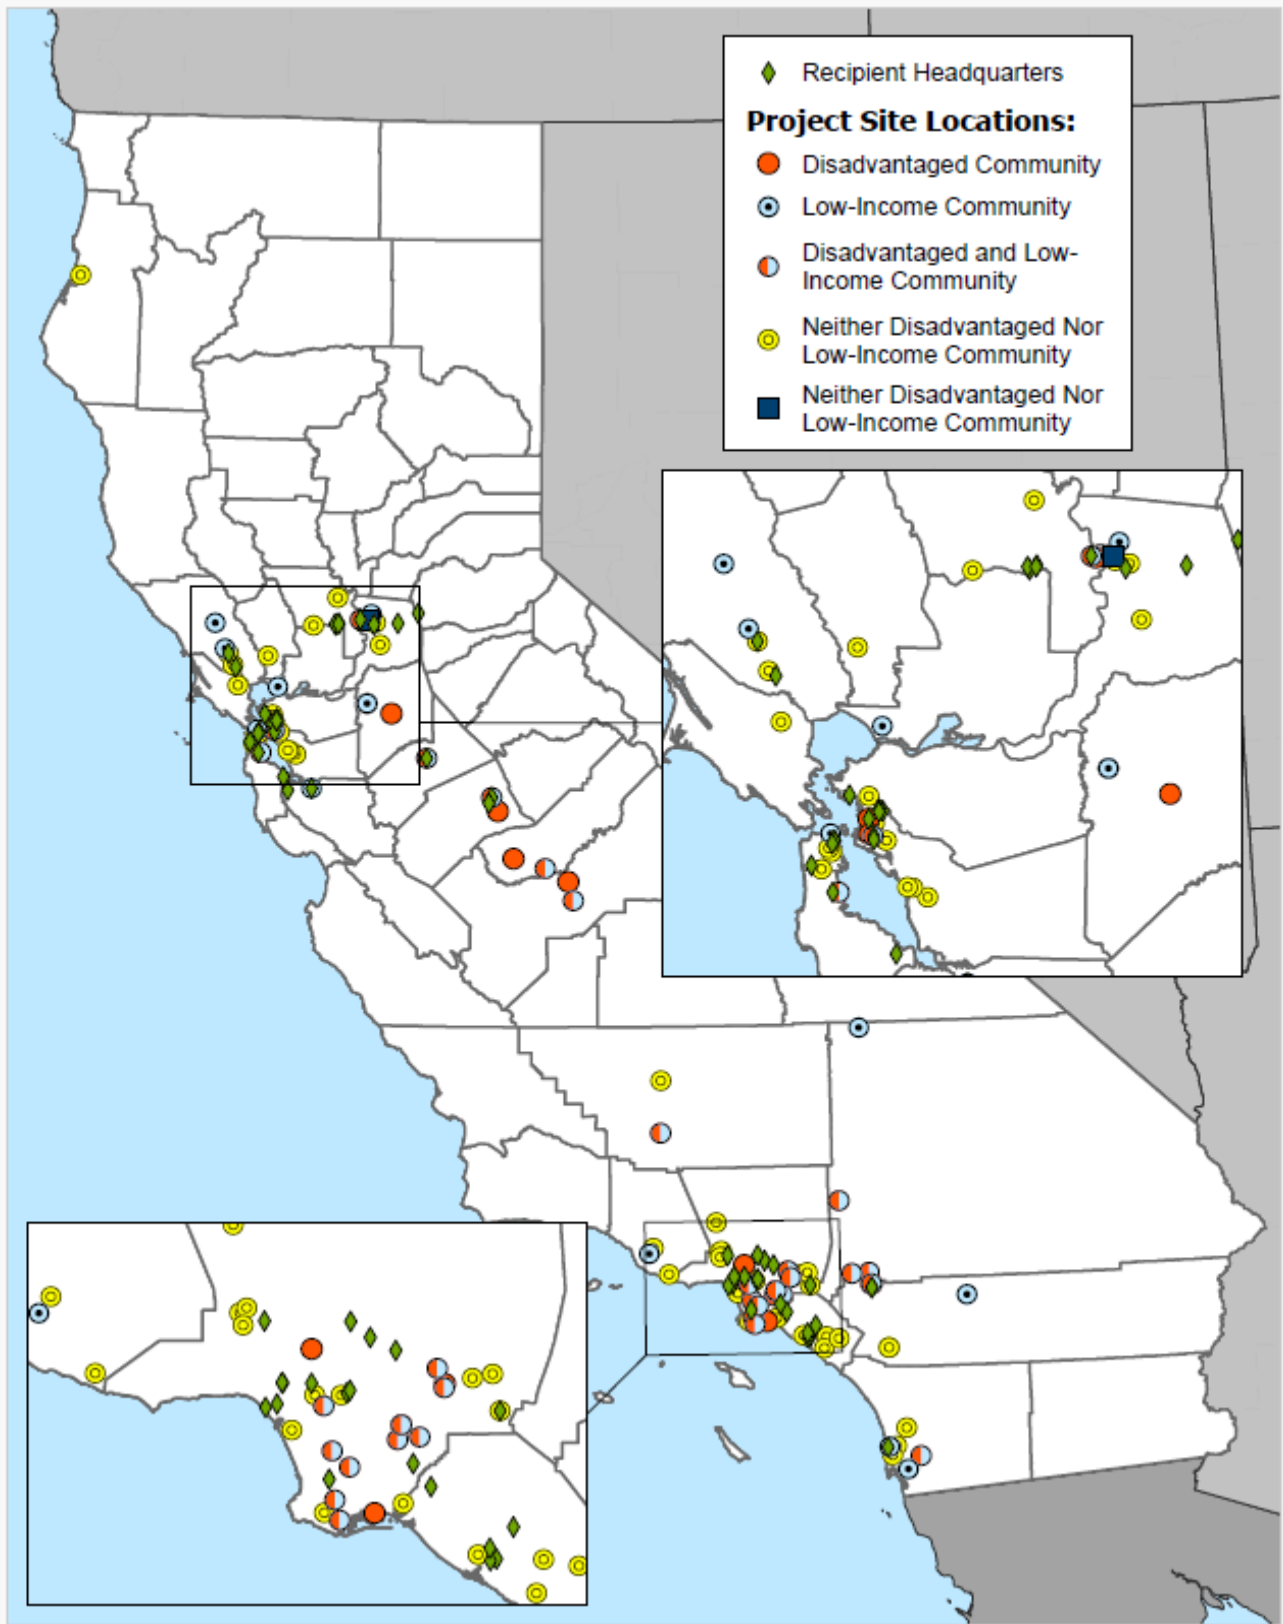 Recipient Headquarters
Project Site Locations:
Disadvantaged Community
Low-Income Community
Disadvantaged and Low-
Income Community
Neither Disadvantaged Nor
Low-Income Community
Neither Disadvantaged Nor
Low-Income Community